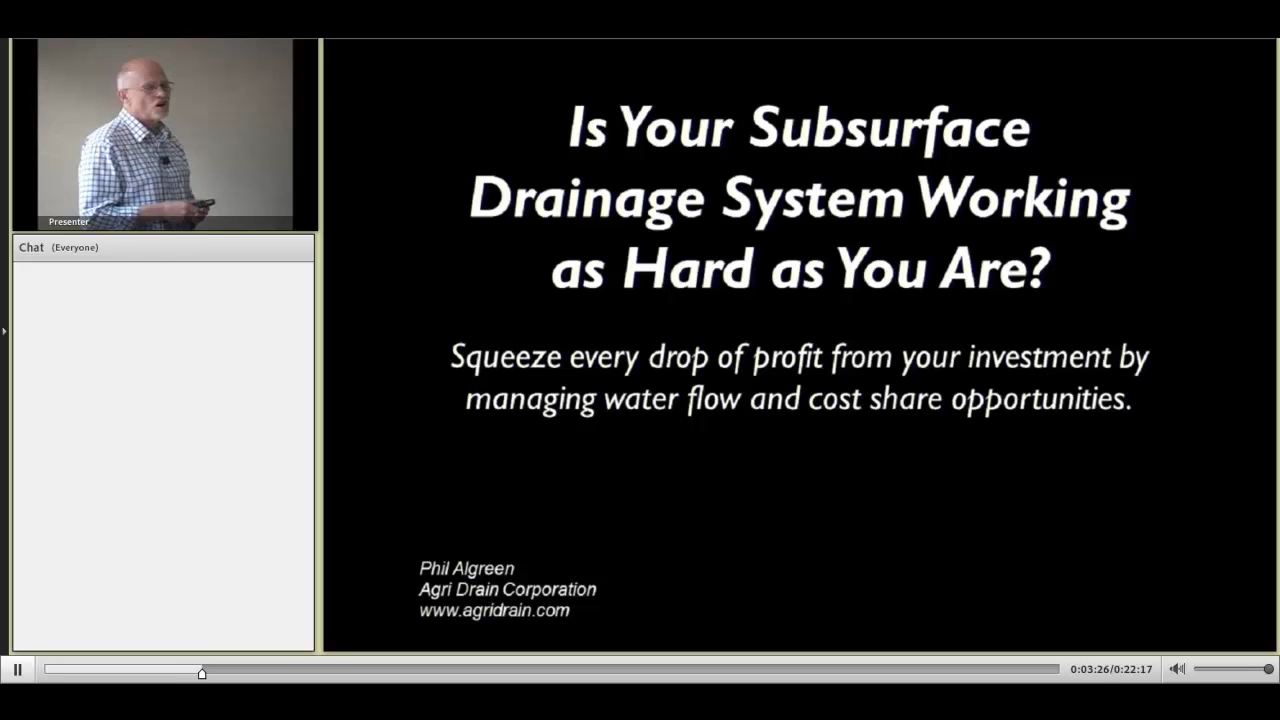 Presenter
Chat (Everyone)
Is Your Subsurface
Drainage System Working
as Hard as You Are?
Squeeze every drop of profit from your investment by
managing water flow and cost share opportunities.
Phil Algreen
Agri Drain Corporation
www.agridrain.com
0:03:26/0:22:17